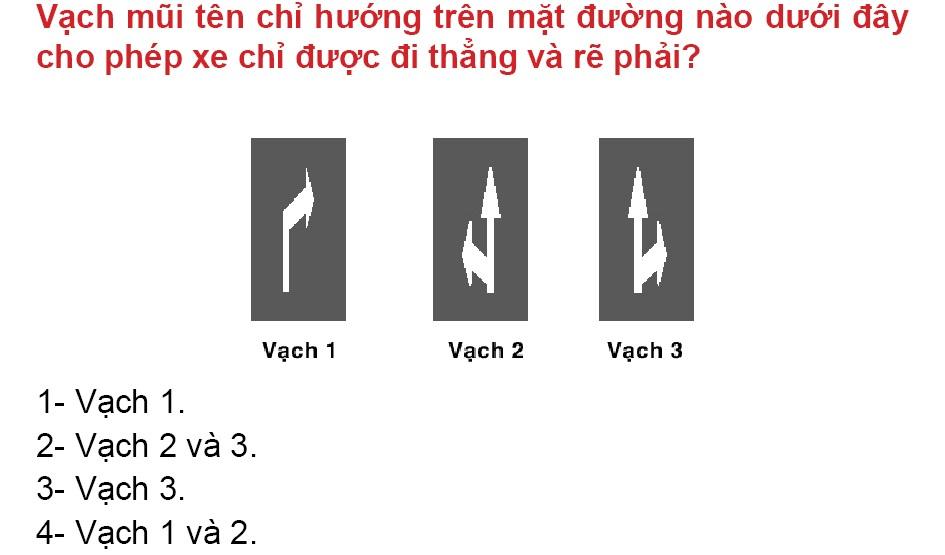 Vạch mũi tên chỉ hướng trên mặt đường nào dưới đây
cho phép xe chỉ được đi thẳng và rẽ phải?
Vạch 1
Vạch 2
Vạch 3
1- Vạch 1.
2- Vạch 2 và 3.
3- Vạch 3.
4- Vạch 1 và 2.